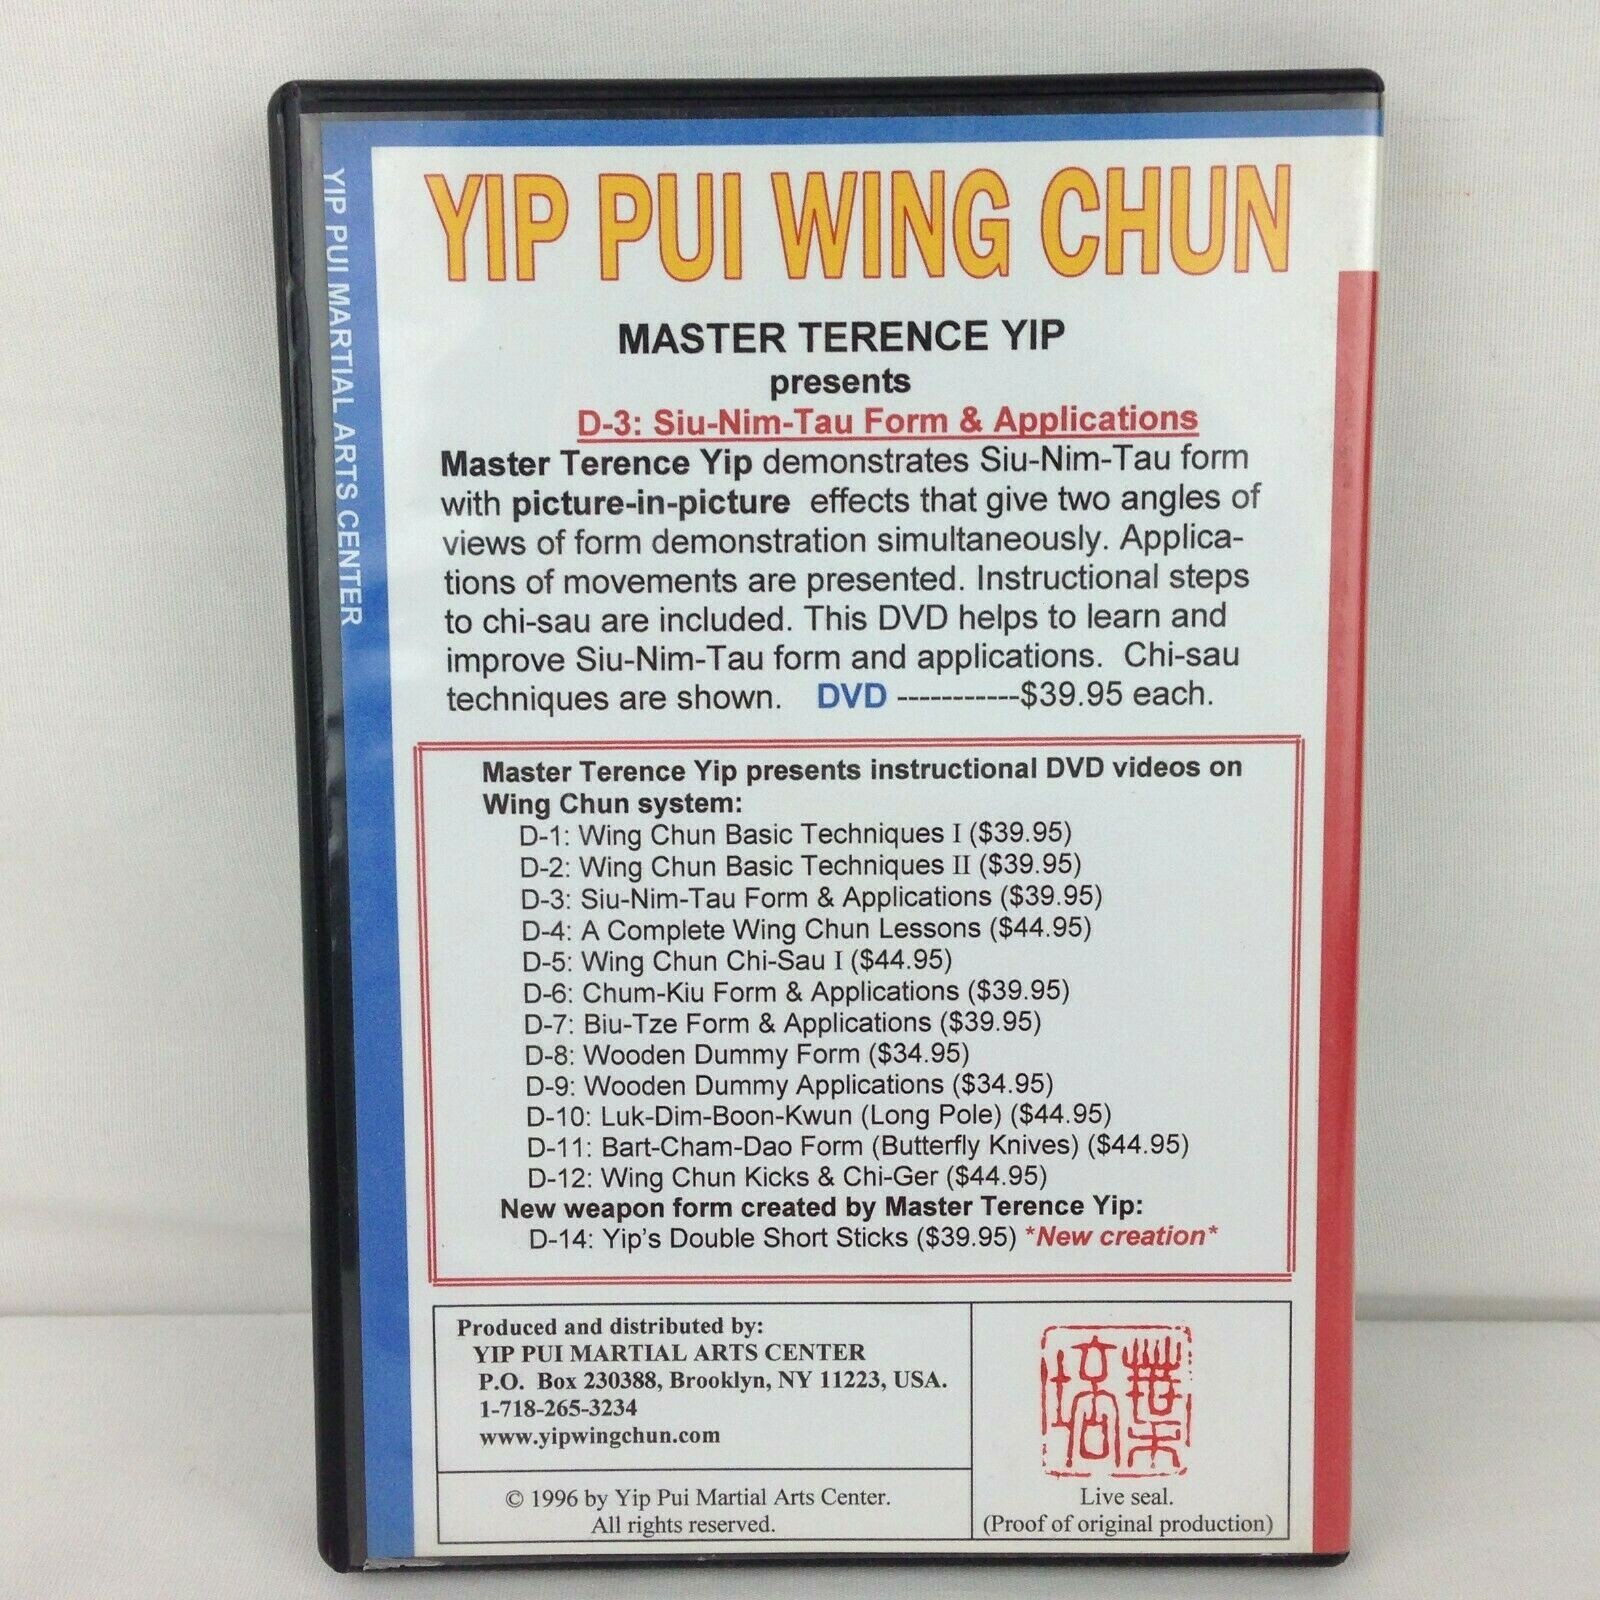 YIP PUI MARTIAL ARTS CENTER
YIP PUI WING CHUN
MASTER TERENCE YIP
presents
D-3: Siu-Nim-Tau Form & Applications
Master Terence Yip demonstrates Siu-Nim-Tau form
with picture-in-picture effects that give two angles of
views of form demonstration simultaneously. Applica-
tions of movements are presented. Instructional steps
to chi-sau are included. This DVD helps to learn and
improve Siu-Nim-Tau form and applications. Chi-sau
techniques are shown. DVD -----------$39.95 each.
Master Terence Yip presents instructional DVD videos on
Wing Chun system:
D-1: Wing Chun Basic Techniques I ($39.95)
D-2: Wing Chun Basic Techniques II ($39.95)
D-3: Siu-Nim-Tau Form & Applications ($39.95)
D-4: A Complete Wing Chun Lessons ($44.95)
D-5: Wing Chun Chi-Sau I ($44.95)
D-6: Chum-Kiu Form & Applications ($39.95)
D-7: Biu-Tze Form & Applications ($39.95)
D-8: Wooden Dummy Form ($34.95)
D-9: Wooden Dummy Applications ($34.95)
D-10: Luk-Dim-Boon-Kwun (Long Pole) ($44.95)
D-11: Bart-Cham-Dao Form (Butterfly Knives) ($44.95)
D-12: Wing Chun Kicks & Chi-Ger ($44.95)
New weapon form created by Master Terence Yip:
D-14: Yip's Double Short Sticks ($39.95) *New creation*
Produced and distributed by:
YIP PUI MARTIAL ARTS CENTER
P.O. Box 230388, Brooklyn, NY 11223, USA.
1-718-265-3234
www.yipwingchun.com
© 1996 by Yip Pui Martial Arts Center.
All rights reserved.
葉培
Live seal.
(Proof of original production)